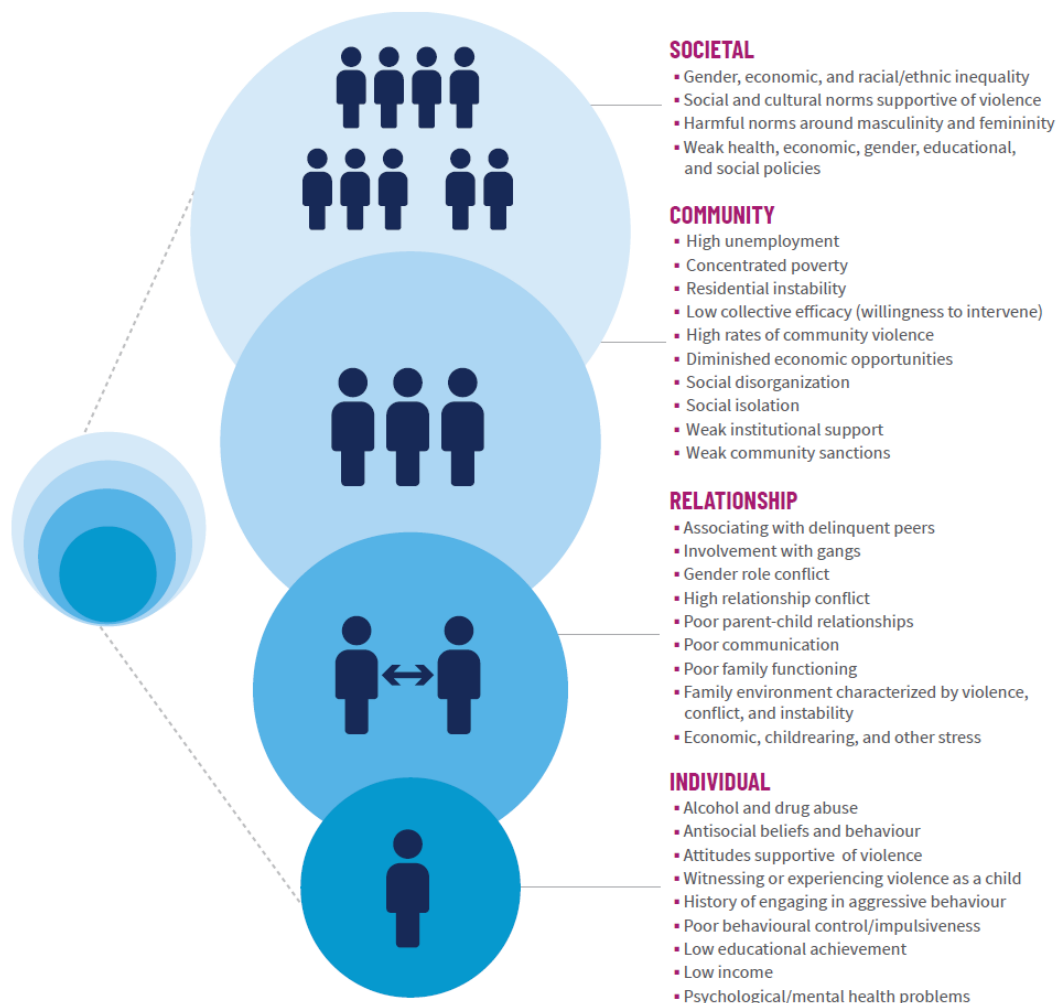 SOCIETAL
▪ Gender, economic, and racial/ethnic inequality
▪ Social and cultural norms supportive of violence
▪ Harmful norms around masculinity and femininity
▪ Weak health, economic, gender, educational,
and social policies
COMMUNITY
▪ High unemployment
▪ Concentrated poverty
▪ Residential instability
▪ Low collective efficacy (willingness to intervene)
▪ High rates of community violence
▪ Diminished economic opportunities
▪ Social disorganization
▪ Social isolation
▪ Weak institutional support
▪ Weak community sanctions
RELATIONSHIP
▪ Associating with delinquent peers
▪ Involvement with gangs
▪ Gender role conflict
▪ High relationship conflict
▪ Poor parent-child relationships
▪ Poor communication
▪ Poor family functioning
▪ Family environment characterized by violence,
conflict, and instability
▪ Economic, childrearing, and other stress
INDIVIDUAL
▪ Alcohol and drug abuse
▪ Antisocial beliefs and behaviour
▪ Attitudes supportive of violence
▪ Witnessing or experiencing violence as a child
▪ History of engaging in aggressive behaviour
▪ Poor behavioural control/impulsiveness
▪ Low educational achievement
▪ Low income
▪ Psychological/mental health problems